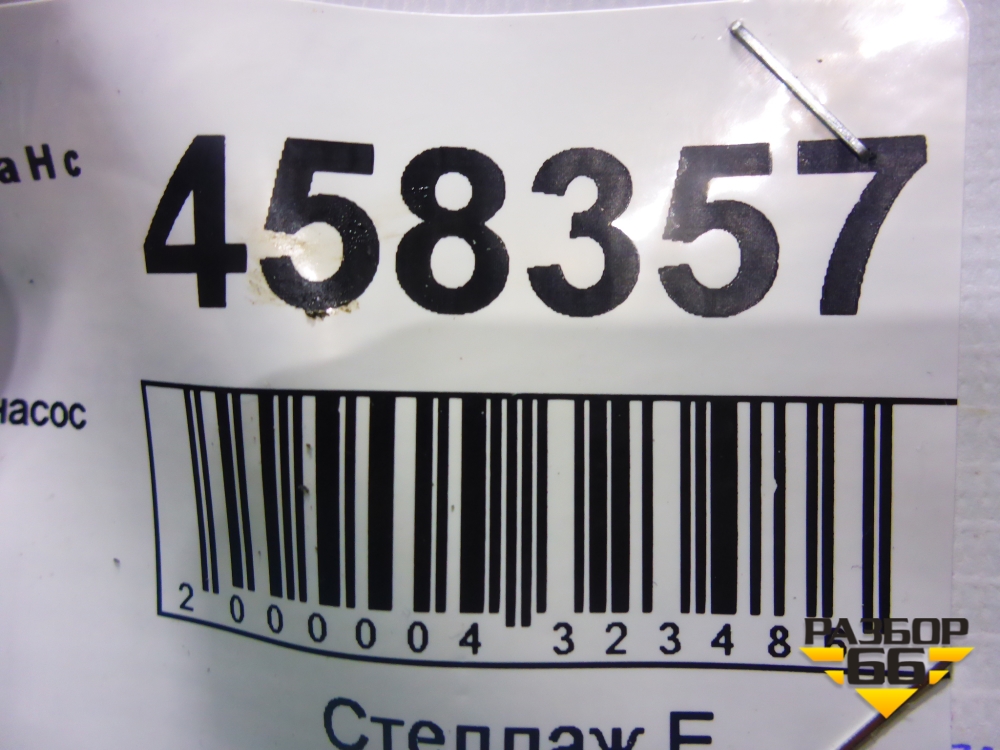 аНс
458357
насос
2 000004 32348
Стеллаж Е
РАЗБОР
66